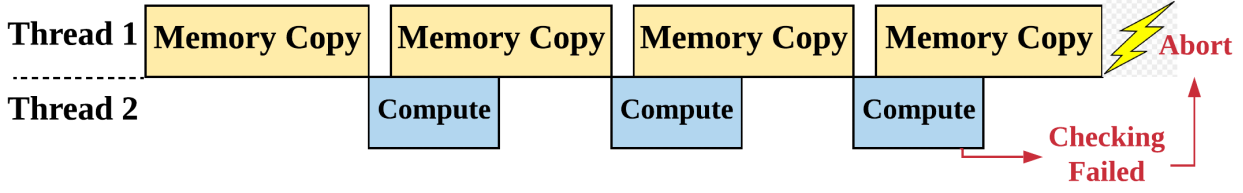 Thread 1
Memory Copy
Memory Copy
Memory Copy
Memory Copy
Abort
Thread 2
Compute
Compute
Compute
Checking
Failed